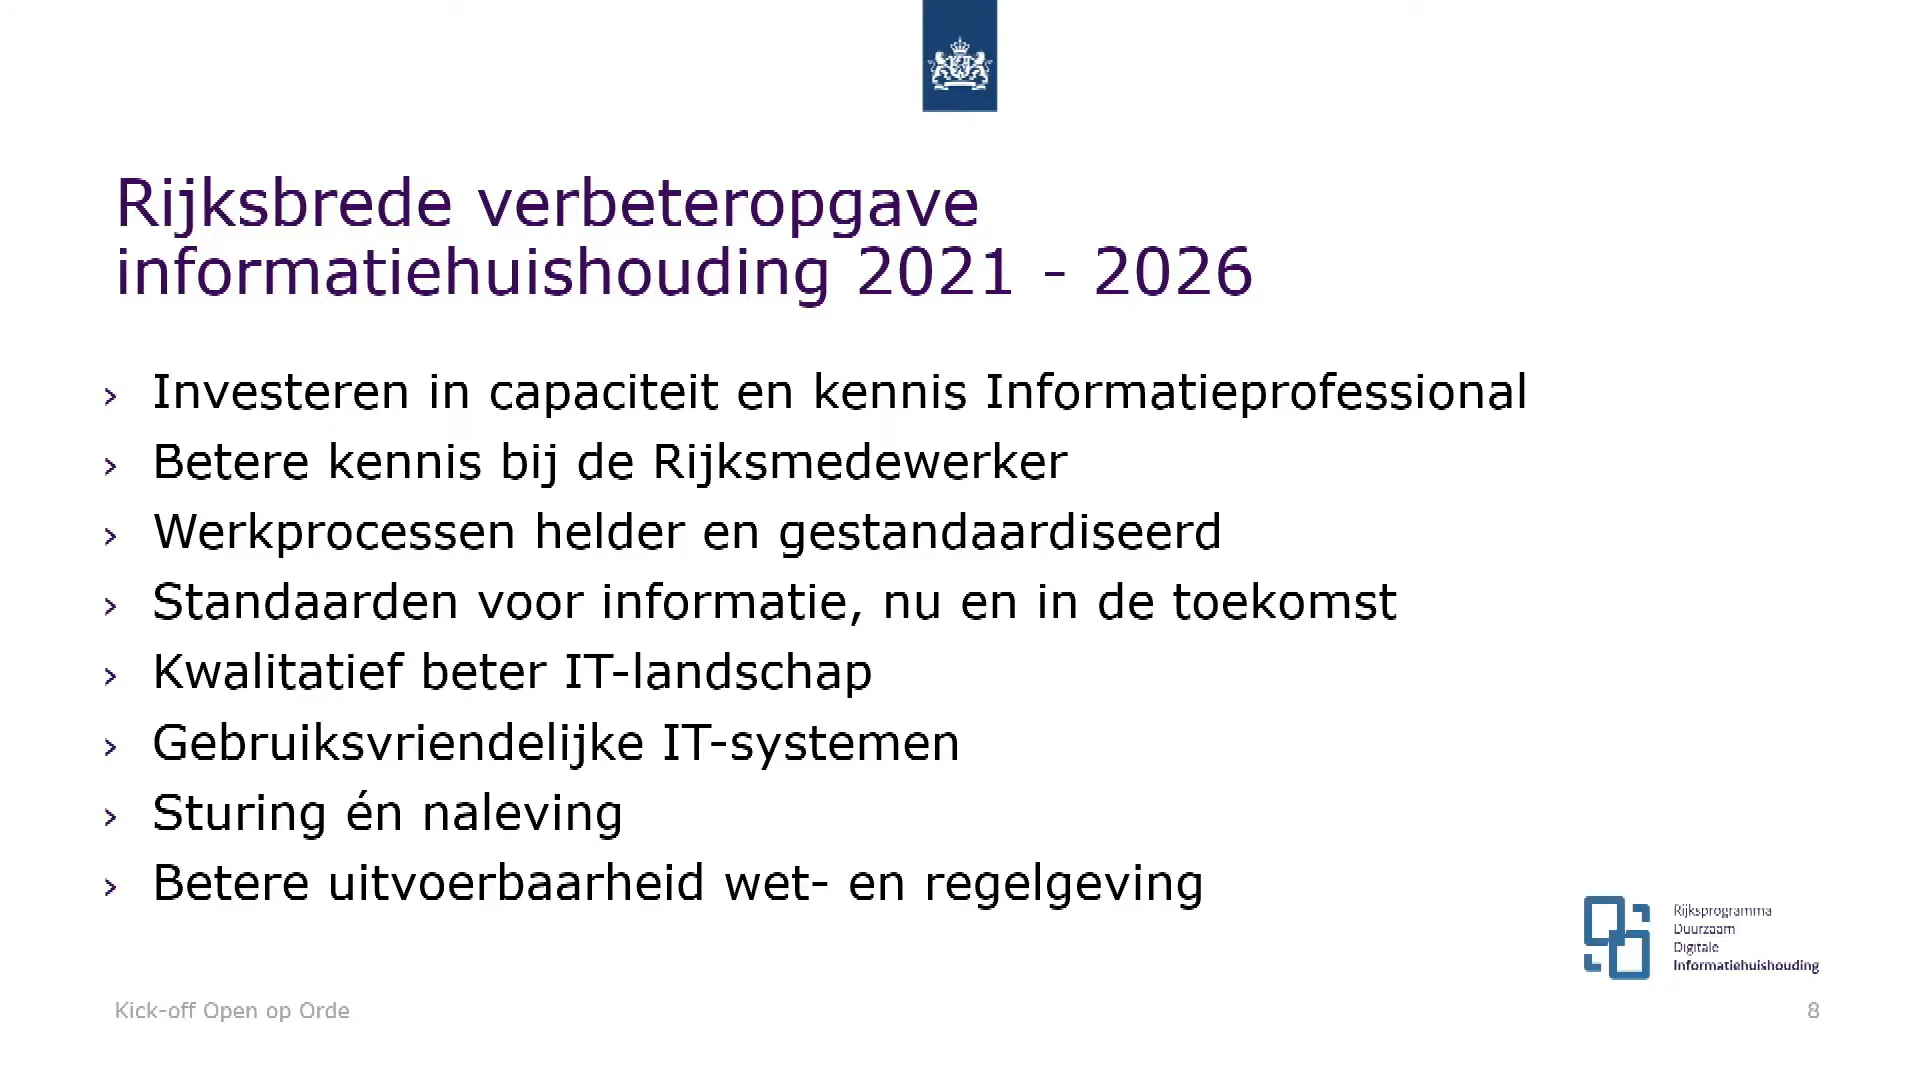 Rijksbrede verbeteropgave
informatiehuishouding 2021 - 2026
› Investeren in capaciteit en kennis Informatieprofessional
› Betere kennis bij de Rijksmedewerker
› Werkprocessen helder en gestandaardiseerd
› Standaarden voor informatie, nu en in de toekomst
› Kwalitatief beter IT-landschap
› Gebruiksvriendelijke IT-systemen
› Sturing én naleving
› Betere uitvoerbaarheid wet- en regelgeving
Rijksprogramma
Duurzaam
Digitale
Informatiehuishouding
Kick-off Open op Orde
8